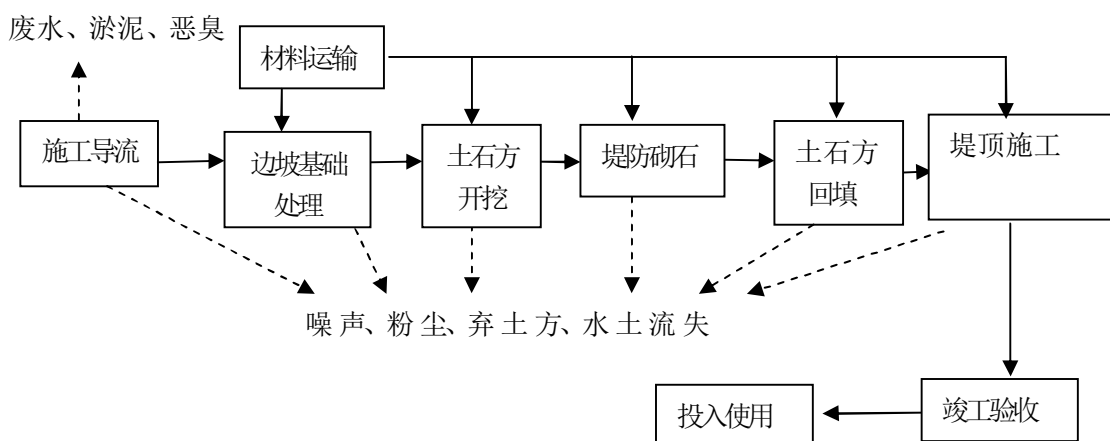 废水、淤泥、恶臭
材料运输
施工导流
边坡基础
处理
土石方
开挖
堤防砌石
土石方
回填
堤顶施工
噪声、粉尘、弃土方、水土流失
投入使用
竣工验收